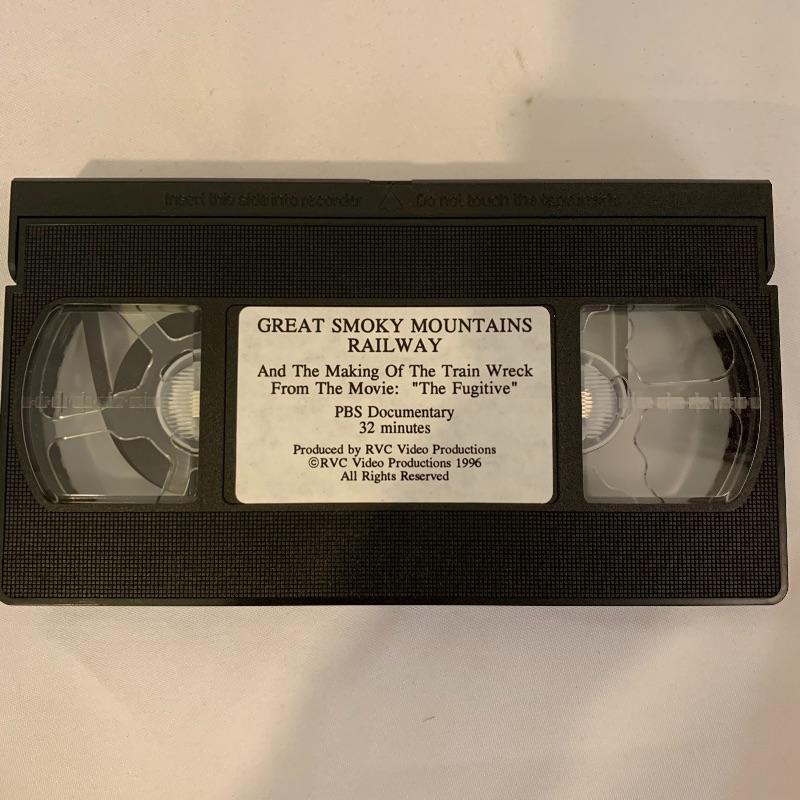 Insert this side into recorder Do not touch the tape inside
GREAT SMOKY MOUNTAINS
RAILWAY
And The Making Of The Train Wreck
From The Movie: "The Fugitive"
PBS Documentary
32 minutes
Produced by RVC Video Productions
©RVC Video Productions 1996
All Rights Reserved